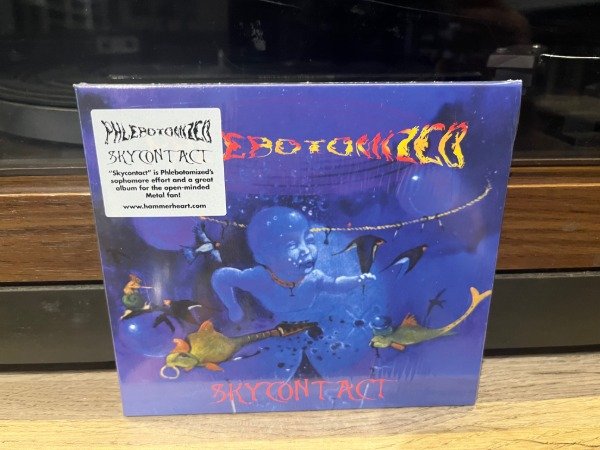 PHLEBOTOMIZED
SKYCONTACT
"Skycontact" is Phlebotomized's
sophomore effort and a great
album for the open-minded
Metal fan!
www.hammerheart.com
EBOTOMIZED
SKYCONTACT